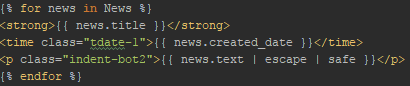 {% for news in News %}
<strong>{{ news.title }}</strong>
<time class="tdate-1">{{ news.created_date }}</time>
<p class="indent-bot2">{{ news.text | escape | safe }}</p>
{% endfor %}